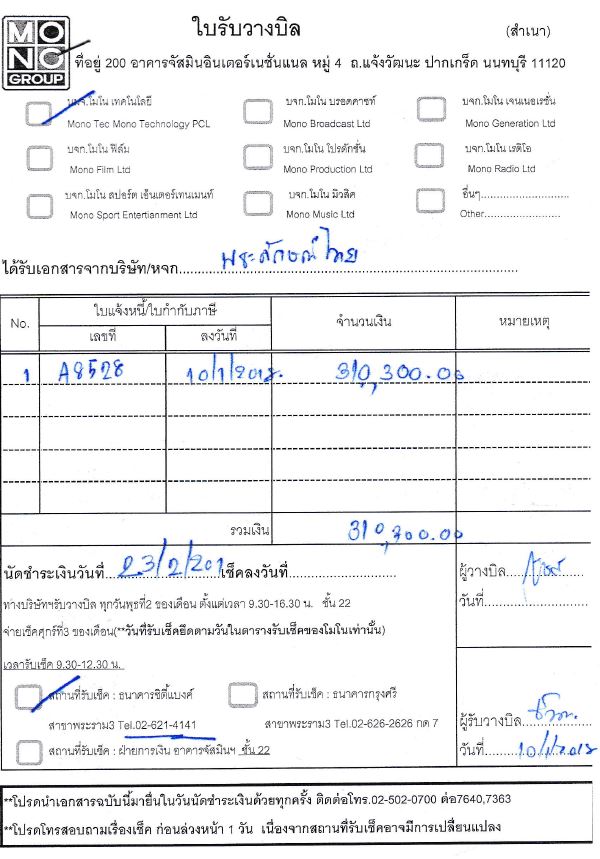 MONO GROUP
ใบรับวางบิล (สำเนา)
ที่อยู่ 200 อาคารจัสมินอินเตอร์เนชั่นแนล หมู่ 4 ถ.แจ้งวัฒนะ ปากเกร็ด นนทบุรี 11120
บมจ.โมโน เทคโนโลยี บจก.โมโน บรอดคาซท์ บจก.โมโน เจนเนอเรชั่น
Mono Tec Mono Technology PCL Mono Broadcast Ltd Mono Generation Ltd
บจก.โมโน ฟิล์ม บจก.โมโน โปรดักชั่น บจก.โมโน เรดิโอ
Mono Film Ltd Mono Production Ltd Mono Radio Ltd
บจก.โมโน สปอร์ต เอ็นเตอร์เทนเมนท์ บจก.โมโน มิวสิค อื่นๆ
Mono Sport Entertianment Ltd Mono Music Ltd Other
ได้รับเอกสารจากบริษัท/หจก. พระลักษณ์ไทย
No. ใบแจ้งหนี้/ใบกำกับภาษี จำนวนเงิน หมายเหตุ
เลขที่ ลงวันที่
1 A8528 10/1/2018. 310,300.00
รวมเงิน 310,300.00
นัดชำระเงินวันที่ 23/2/201 เช็คลงวันที่ ผู้วางบิล
ทางบริษัทฯรับวางบิล ทุกวันพุธที่2 ของเดือน ตั้งแต่เวลา 9.30-16.30 น. ชั้น 22 วันที่
จ่ายเช็คศุกร์ที่3 ของเดือน(**วันที่รับเช็คยึดตามวันในตารางรับเช็คของโมโนเท่านั้น)
เวลารับเช็ค 9.30-12.30 น.
สถานที่รับเช็ค : ธนาคารซิตี้แบงค์ สถานที่รับเช็ค : ธนาคารกรุงศรี
สาขาพระราม3 Tel.02-621-4141 สาขาพระราม3 Tel.02-626-2626 กด 7 ผู้รับวางบิล
สถานที่รับเช็ค : ฝ่ายการเงิน อาคารจัสมินฯ ชั้น 22 วันที่ 10/1/2018
**โปรดนำเอกสารฉบับนี้มายื่นในวันนัดชำระเงินด้วยทุกครั้ง ติดต่อโทร.02-502-0700 ต่อ7640,7363
**โปรดโทรสอบถามเรื่องเช็ค ก่อนล่วงหน้า 1 วัน เนื่องจากสถานที่รับเช็คอาจมีการเปลี่ยนแปลง